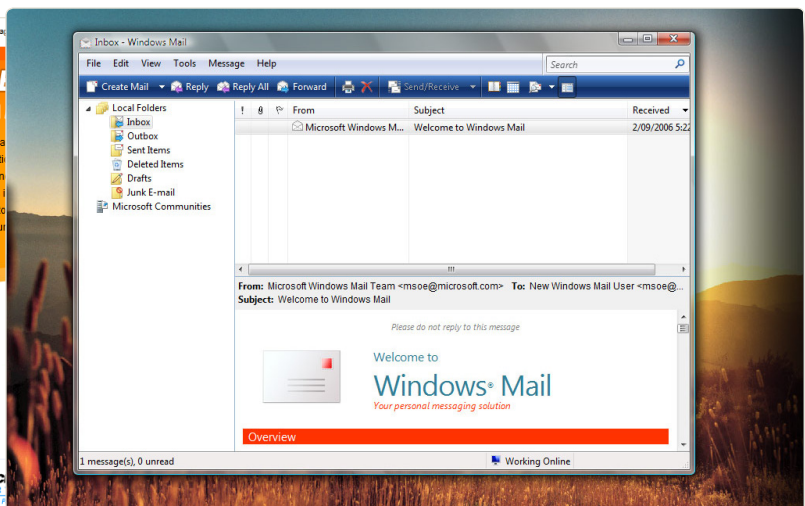 Inbox - Windows Mail
File Edit View Tools Message Help
Search
Create Mail Reply Reply All Forward Send/Receive
Local Folders
Inbox
Outbox
Sent Items
Deleted Items
Drafts
Junk E-mail
Microsoft Communities
! From Subject Received
Microsoft Windows M... Welcome to Windows Mail 2/09/2006 5:22
From: Microsoft Windows Mail Team <msoe@microsoft.com> To: New Windows Mail User <msoe@...
Subject: Welcome to Windows Mail
Please do not reply to this message
Welcome to
Windows® Mail
Your personal messaging solution
Overview
1 message(s), 0 unread
Working Online